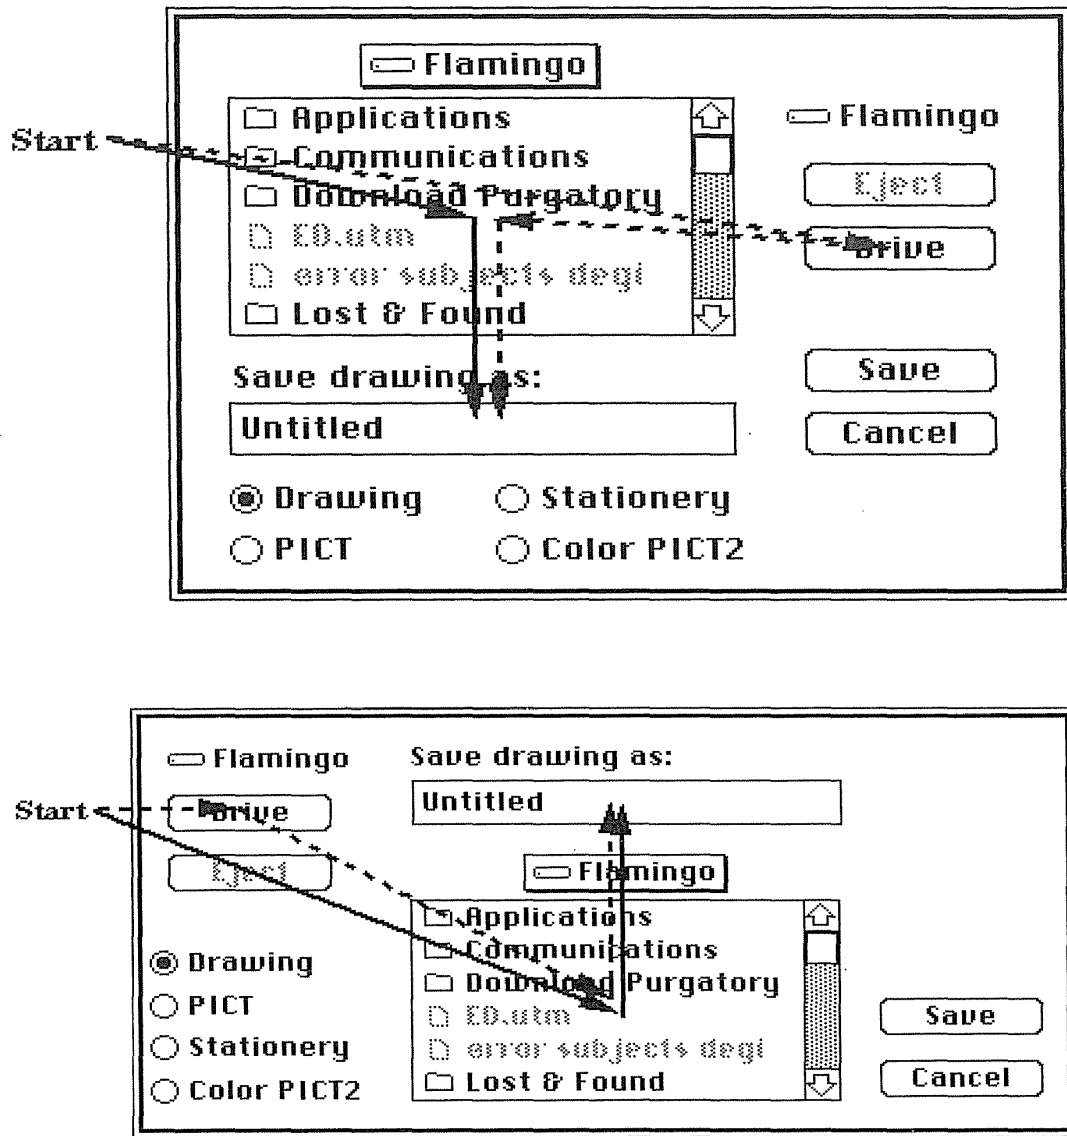 Flamingo
Applications
Flamingo
Start
Communications
Eject
Download Purgatory
ED.utm
Drive
error subjects degi
Lost & Found
Save drawing as:
Save
Untitled
Cancel
Drawing
Stationery
PICT
Color PICT2
Flamingo
Save drawing as:
Start
Drive
Untitled
Eject
Flamingo
Applications
Communications
Drawing
Download Purgatory
PICT
ED.utm
Save
Stationery
error subjects degi
Color PICT2
Lost & Found
Cancel